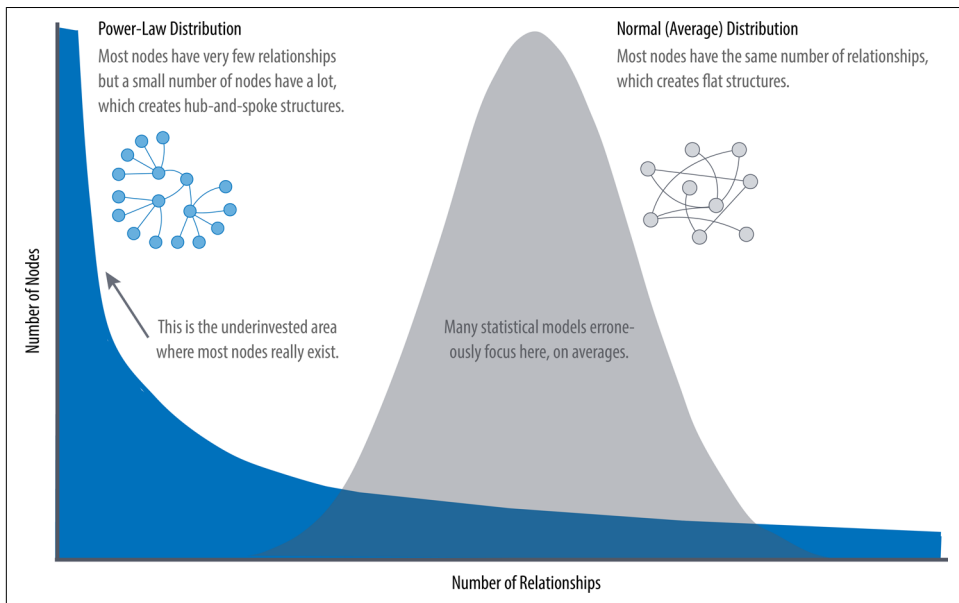 Power-Law Distribution
Most nodes have very few relationships
but a small number of nodes have a lot,
which creates hub-and-spoke structures.
Normal (Average) Distribution
Most nodes have the same number of relationships,
which creates flat structures.
This is the underinvested area
where most nodes really exist.
Many statistical models errone-
ously focus here, on averages.
Number of Nodes
Number of Relationships